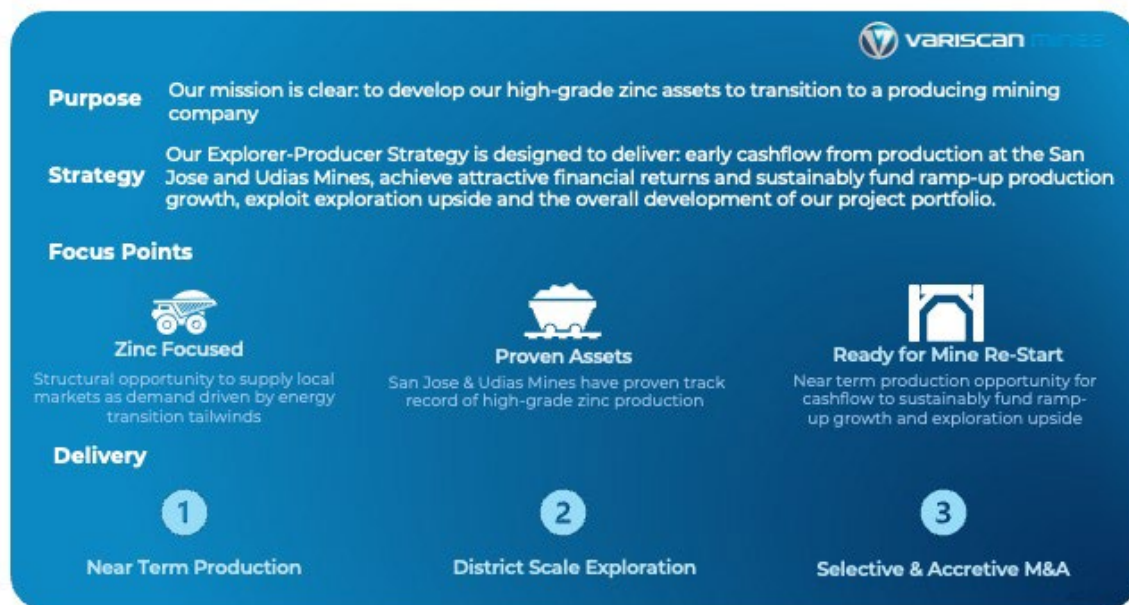 VARISCAN MINES
Purpose
Our mission is clear: to develop our high-grade zinc assets to transition to a producing mining
company
Strategy
Our Explorer-Producer Strategy is designed to deliver: early cashflow from production at the San
Jose and Udias Mines, achieve attractive financial returns and sustainably fund ramp-up production
growth, exploit exploration upside and the overall development of our project portfolio.
Focus Points
Zinc Focused
Structural opportunity to supply local
markets as demand driven by energy
transition tailwinds
Proven Assets
San Jose & Udias Mines have proven track
record of high-grade zinc production
Ready for Mine Re-Start
Near term production opportunity for
cashflow to sustainably fund ramp-
up growth and exploration upside
Delivery
1
Near Term Production
2
District Scale Exploration
3
Selective & Accretive M&A